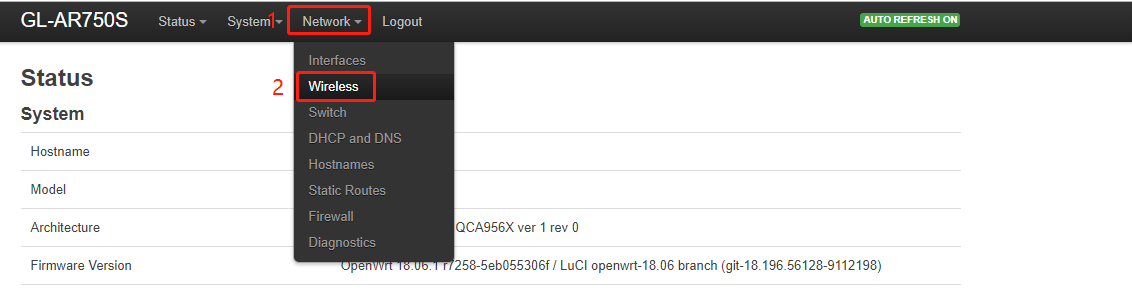 GL-AR750S Status System 1 Network Logout AUTO REFRESH ON
Interfaces
Status
2 Wireless
System
Switch
DHCP and DNS
Hostname
Hostnames
Model
Static Routes
Firewall
Architecture QCA956X ver 1 rev 0
Diagnostics
Firmware Version OpenWrt 18.06.1 r7258-5eb055306f / LuCI openwrt-18.06 branch (git-18.196.56128-9112198)